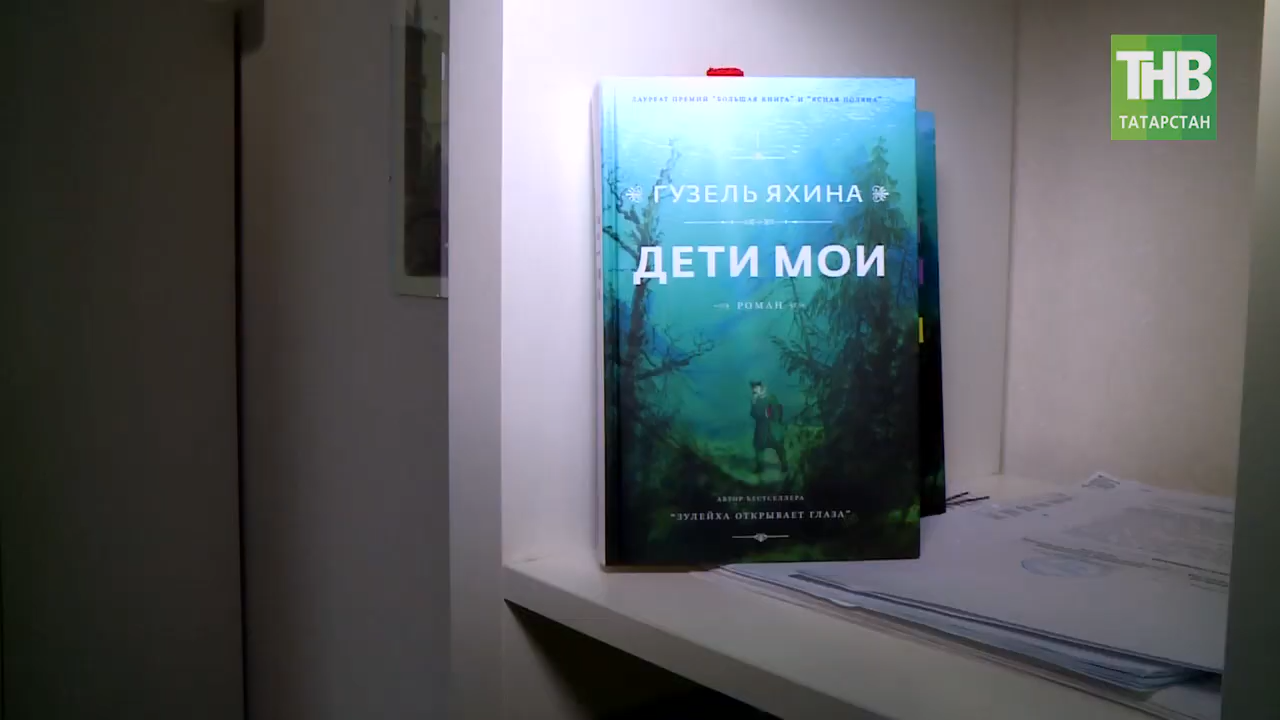 ЛАУРЕАТ ПРЕМИЙ "БОЛЬШАЯ КНИГА" И "ЯСНАЯ ПОЛЯНА"
ГУЗЕЛЬ ЯХИНА
ДЕТИ МОИ
РОМАН
АВТОР БЕСТСЕЛЛЕРА
"ЗУЛЕЙХА ОТКРЫВАЕТ ГЛАЗА"
ТНВ
ТАТАРСТАН